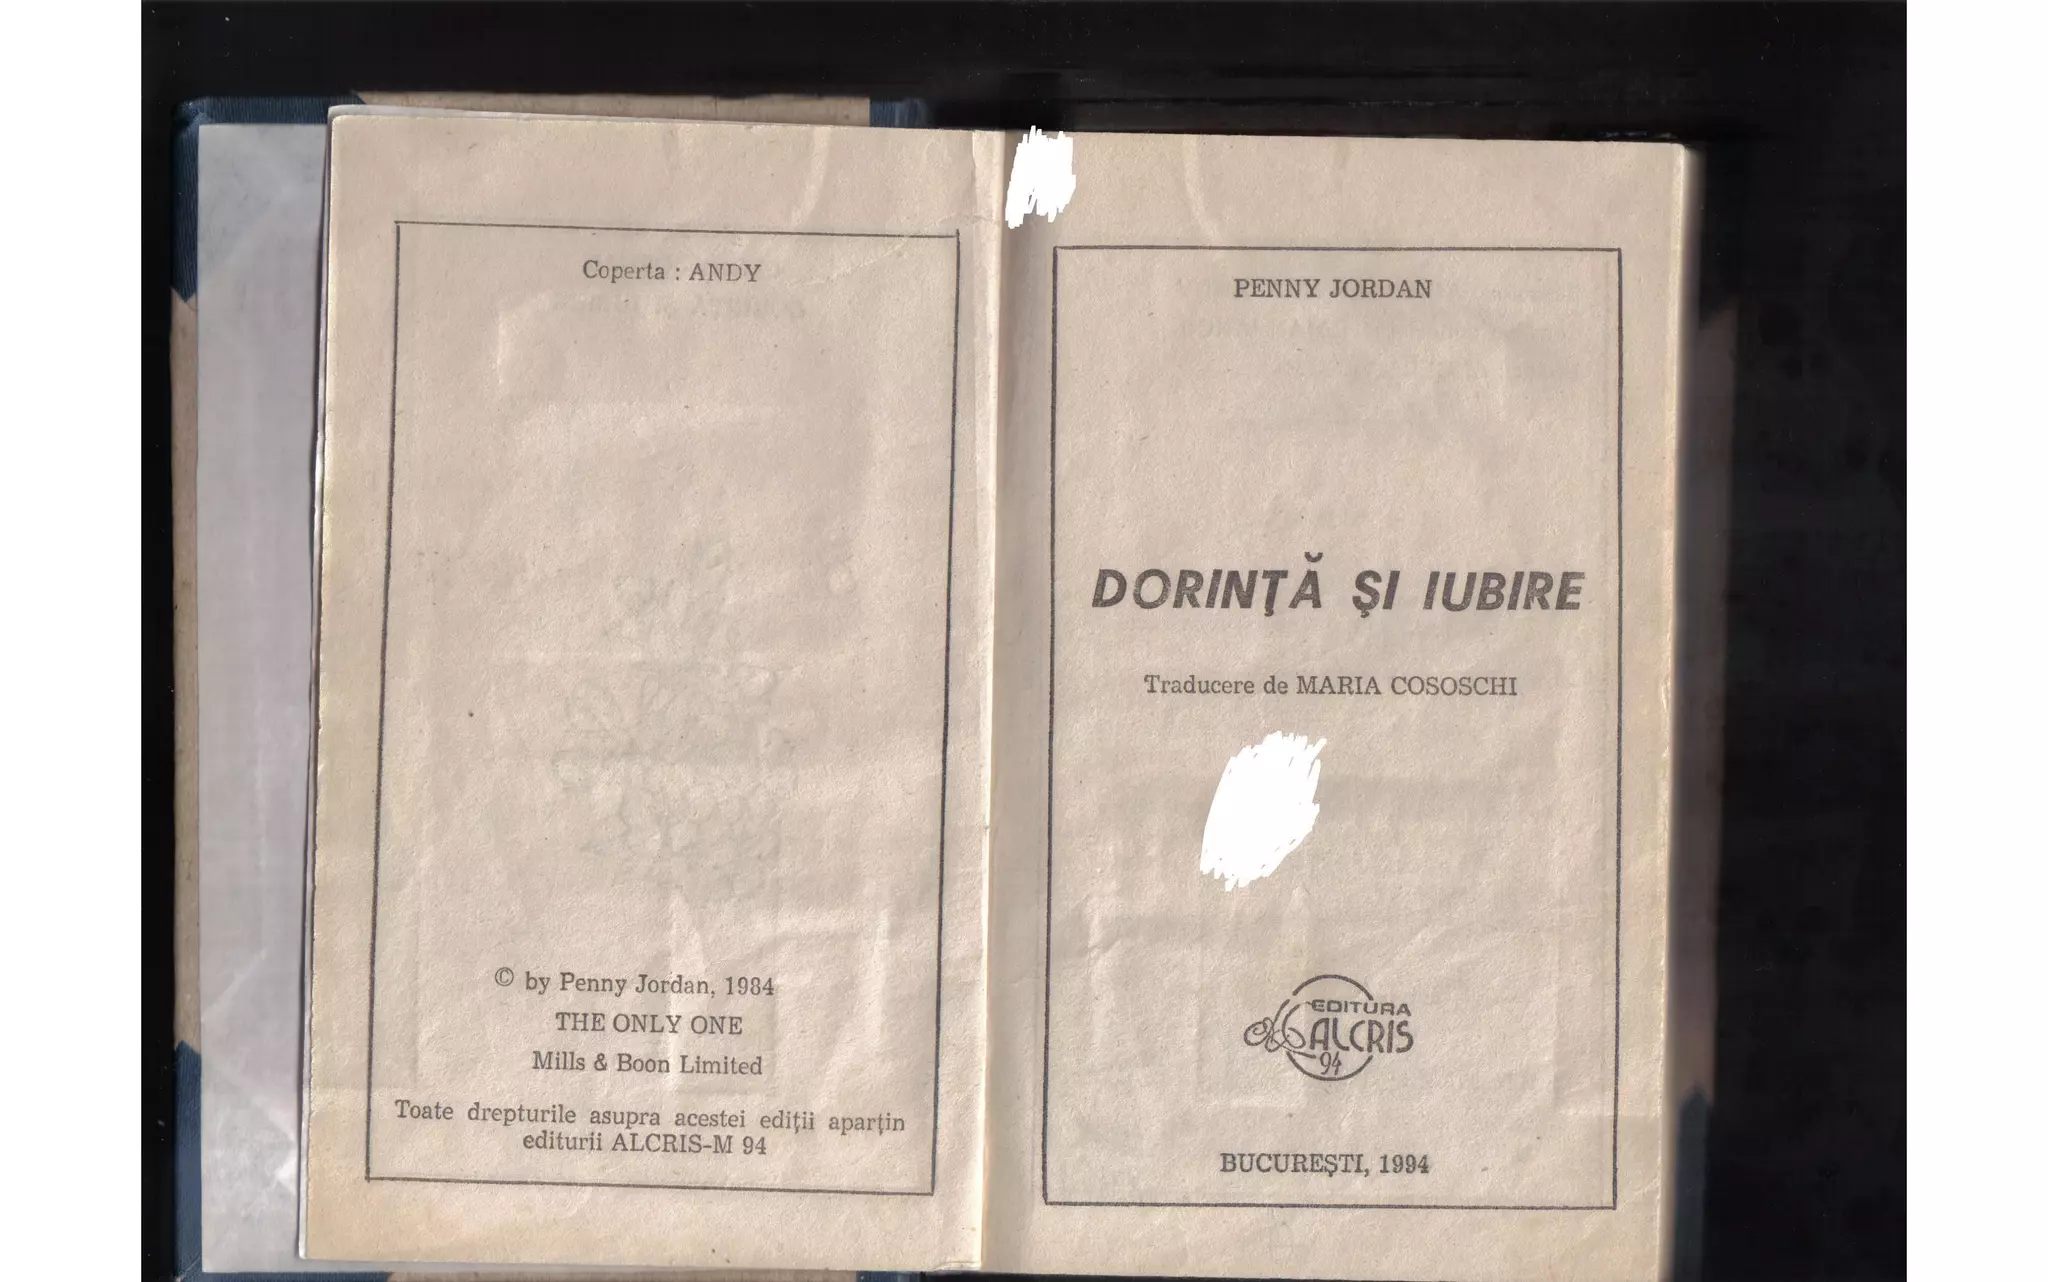 Coperta : ANDY
© by Penny Jordan, 1984
THE ONLY ONE
Mills & Boon Limited
Toate drepturile asupra acestei ediţii aparţin
editurii ALCRIS-M 94
PENNY JORDAN
DORINŢĂ ŞI IUBIRE
Traducere de MARIA COSOSCHI
EDITURA
ALCRIS
94
BUCUREŞTI, 1994